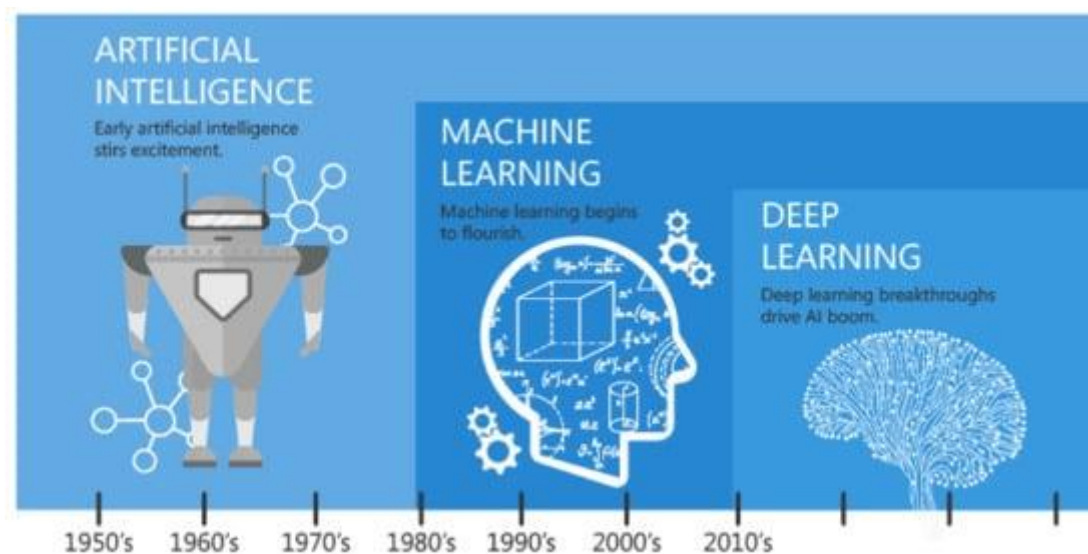 ARTIFICIAL
INTELLIGENCE
Early artificial intelligence
stirs excitement.
MACHINE
LEARNING
Machine learning begins
to flourish.
DEEP
LEARNING
Deep learning breakthroughs
drive AI boom.
1950's 1960's 1970's 1980's 1990's 2000's 2010's